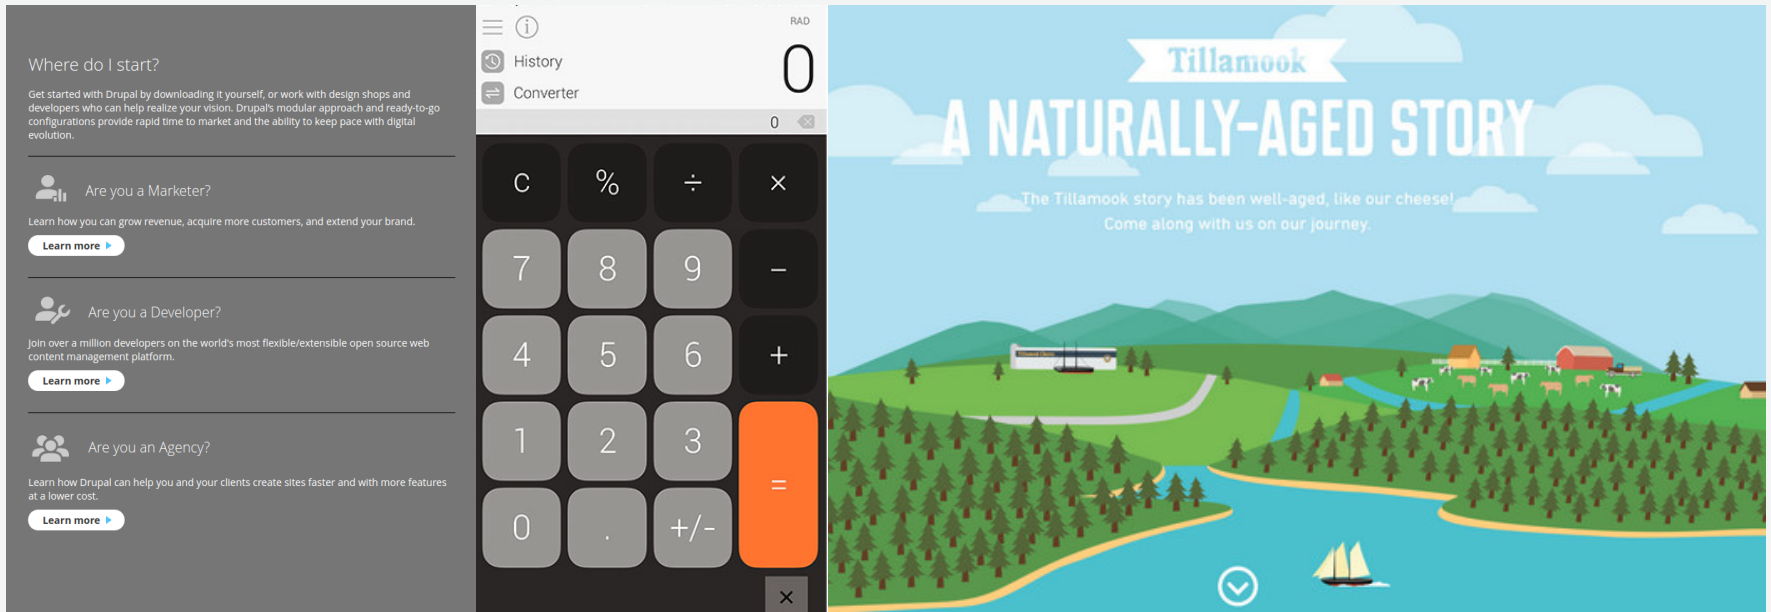 Where do I start?
Get started with Drupal by downloading it yourself, or work with design shops and
developers who can help realize your vision. Drupal's modular approach and ready-to-go
configurations provide rapid time to market and the ability to keep pace with digital
evolution.
Are you a Marketer?
Learn how you can grow revenue, acquire more customers, and extend your brand.
Learn more
Are you a Developer?
Join over a million developers on the world's most flexible/extensible open source web
content management platform.
Learn more
Are you an Agency?
Learn how Drupal can help you and your clients create sites faster and with more features
at a lower cost.
Learn more
RAD
History
0
Converter
0
C % ÷ ×
7 8 9 −
4 5 6 +
1 2 3
=
0 . +/-
×
Tillamook
A NATURALLY-AGED STORY
The Tillamook story has been well-aged, like our cheese!
Come along with us on our journey.